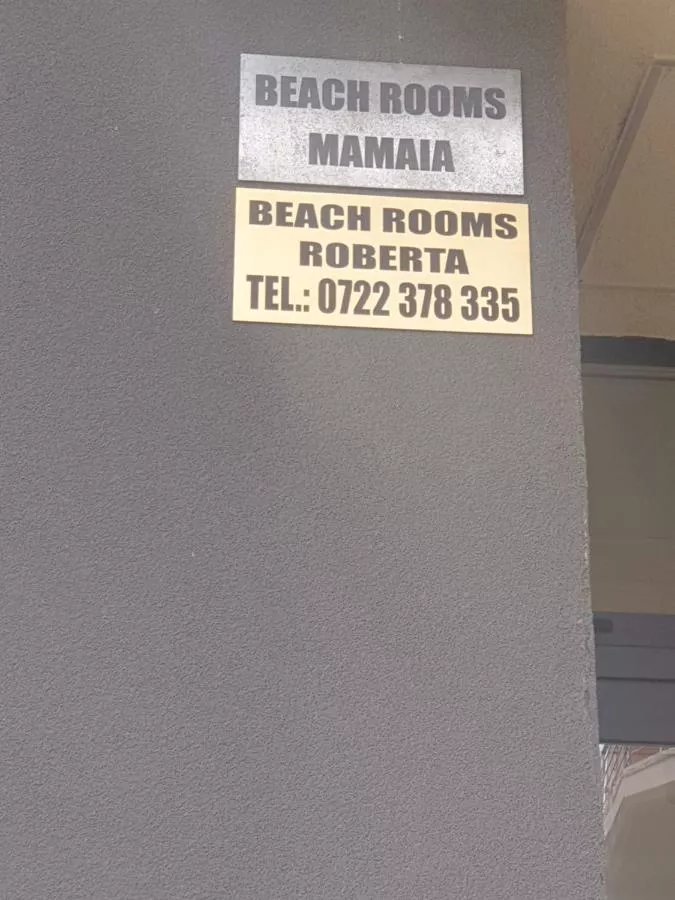 BEACH ROOMS
MAMAIA
BEACH ROOMS
ROBERTA
TEL.: 0722 378 335